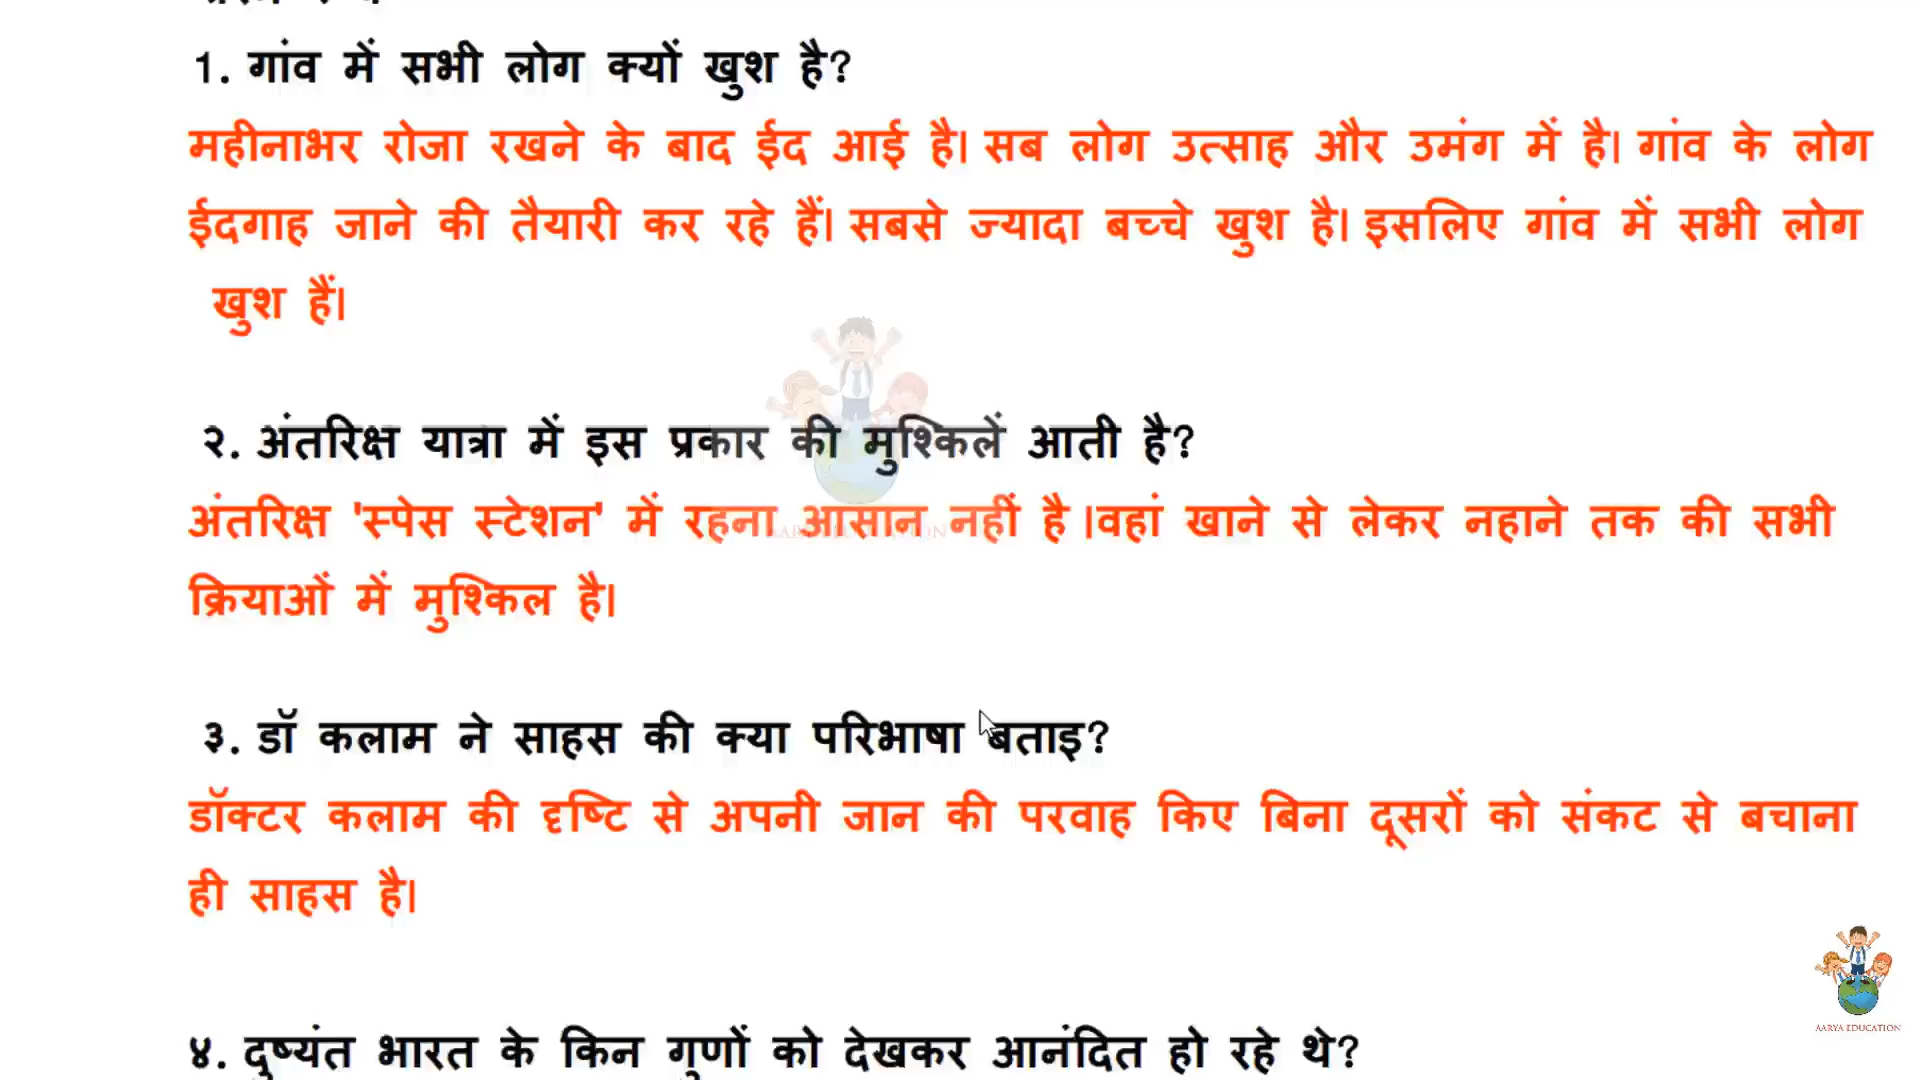 1. गांव में सभी लोग क्यों खुश है?
महीनाभर रोजा रखने के बाद ईद आई है। सब लोग उत्साह और उमंग में है। गांव के लोग
ईदगाह जाने की तैयारी कर रहे हैं। सबसे ज्यादा बच्चे खुश है। इसलिए गांव में सभी लोग
खुश हैं।
२. अंतरिक्ष यात्रा में इस प्रकार की मुश्किलें आती है?
अंतरिक्ष 'स्पेस स्टेशन' में रहना आसान नहीं है ।वहां खाने से लेकर नहाने तक की सभी
AARYA EDUCATION
क्रियाओं में मुश्किल है।
३. डॉ कलाम ने साहस की क्या परिभाषा बताइ?
डॉक्टर कलाम की दृष्टि से अपनी जान की परवाह किए बिना दूसरों को संकट से बचाना
ही साहस है।
AARYA EDUCATION
४. दुष्यंत भारत के किन गुणों को देखकर आनंदित हो रहे थे?